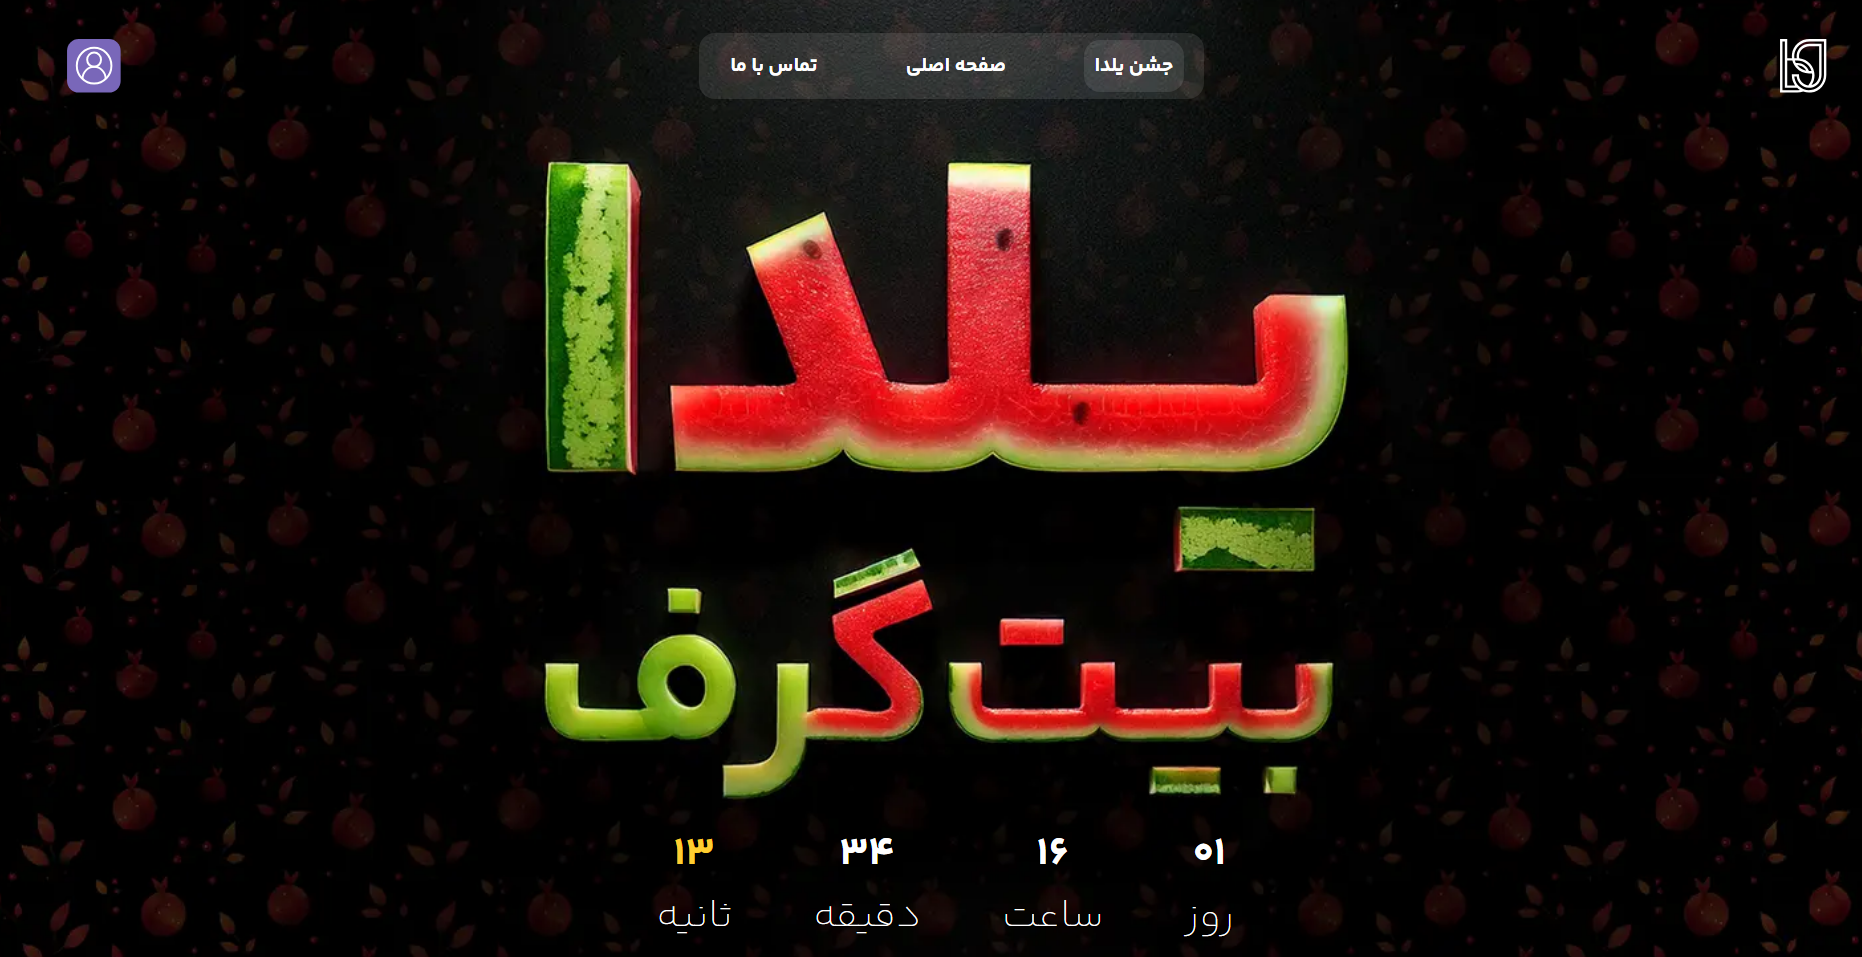 جشن یلدا
صفحه اصلی
تماس با ما
یلدا
بیت‌گرف
۰۱ ۱۶ ۳۴ ۱۳
روز ساعت دقیقه ثانیه